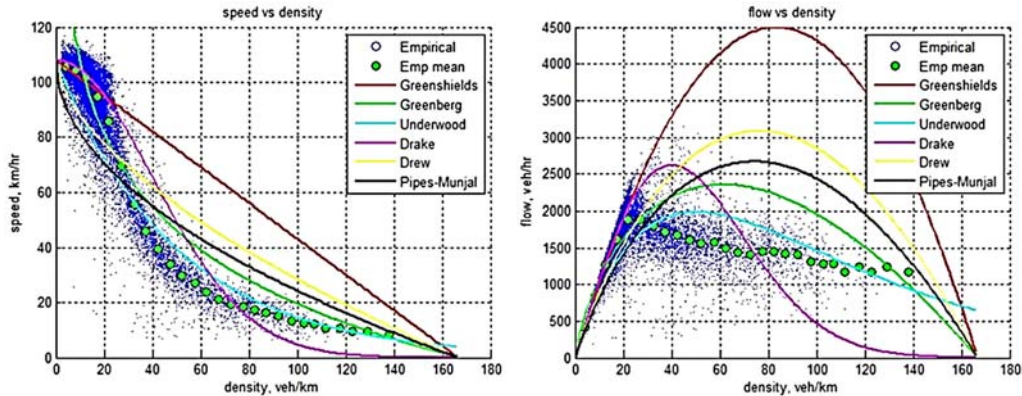 speed vs density
speed, km/hr
120
100
80
60
40
20
0
Empirical
Emp mean
Greenshields
Greenberg
Underwood
Drake
Drew
Pipes-Munjal
0 20 40 60 80 100 120 140 160 180
density, veh/km
flow vs density
flow, veh/hr
4500
4000
3500
3000
2500
2000
1500
1000
500
0
Empirical
Emp mean
Greenshields
Greenberg
Underwood
Drake
Drew
Pipes-Munjal
0 20 40 60 80 100 120 140 160 180
density, veh/km